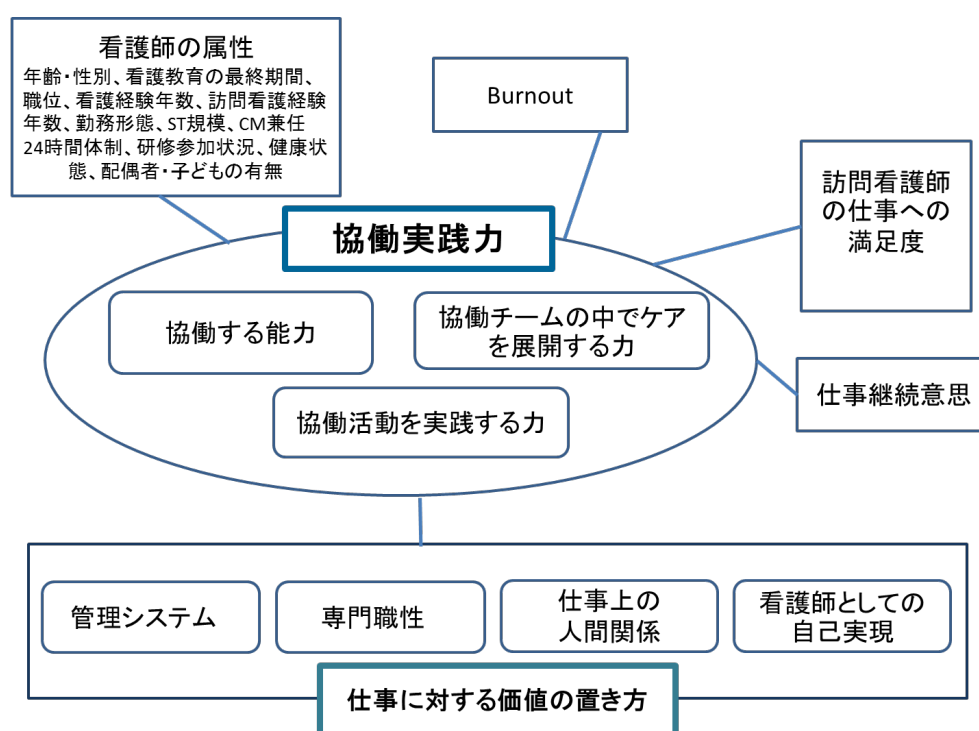 看護師の属性
年齢・性別、看護教育の最終期間、
職位、看護経験年数、訪問看護経験
年数、勤務形態、ST規模、CM兼任
24時間体制、研修参加状況、健康状
態、配偶者・子どもの有無
Burnout
訪問看護師
の仕事への
満足度
協働実践力
協働する能力
協働チームの中でケア
を展開する力
仕事継続意思
協働活動を実践する力
管理システム
専門職性
仕事上の
人間関係
看護師としての
自己実現
仕事に対する価値の置き方